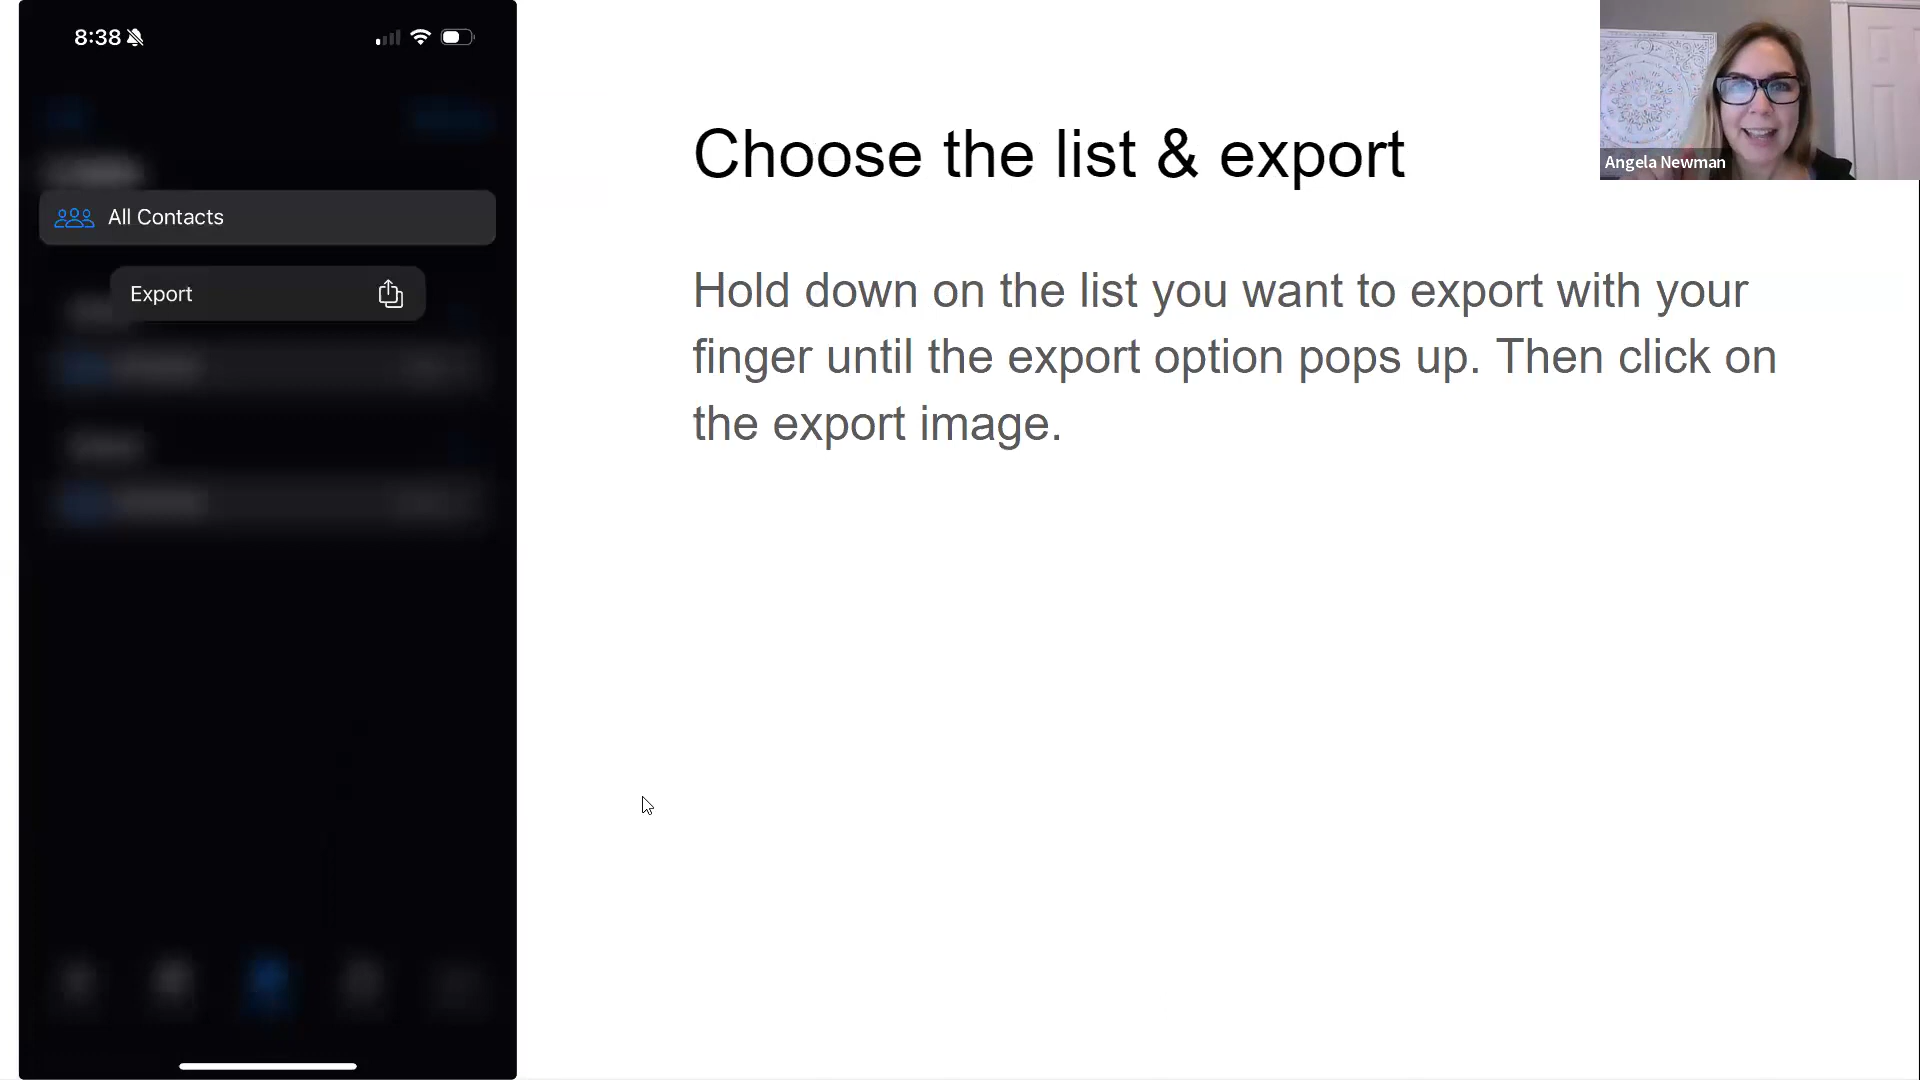 8:38
All Contacts
Export
Choose the list & export
Hold down on the list you want to export with your
finger until the export option pops up. Then click on
the export image.
Angela Newman